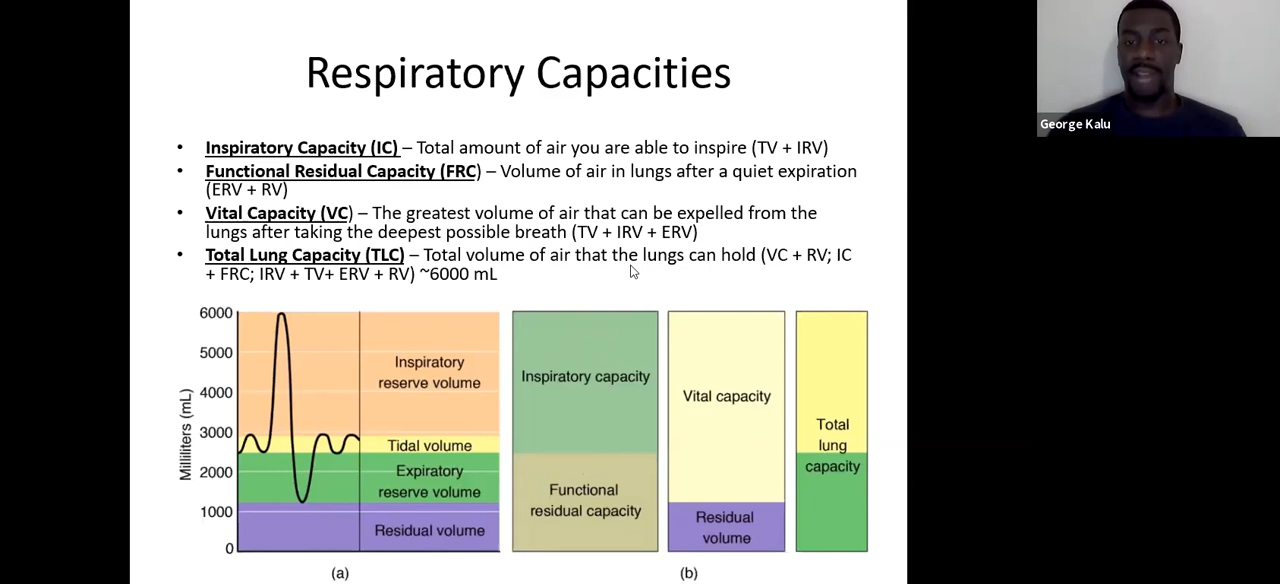 Respiratory Capacities
• Inspiratory Capacity (IC) – Total amount of air you are able to inspire (TV + IRV)
• Functional Residual Capacity (FRC) – Volume of air in lungs after a quiet expiration
(ERV + RV)
• Vital Capacity (VC) – The greatest volume of air that can be expelled from the
lungs after taking the deepest possible breath (TV + IRV + ERV)
• Total Lung Capacity (TLC) – Total volume of air that the lungs can hold (VC + RV; IC
+ FRC; IRV + TV+ ERV + RV) ~6000 mL
Milliliters (mL)
6000
5000
4000
3000
2000
1000
0
Inspiratory
reserve volume
Tidal volume
Expiratory
reserve volume
Residual volume
(a)
Inspiratory capacity
Functional
residual capacity
Vital capacity
Residual
volume
Total
lung
capacity
(b)
George Kalu